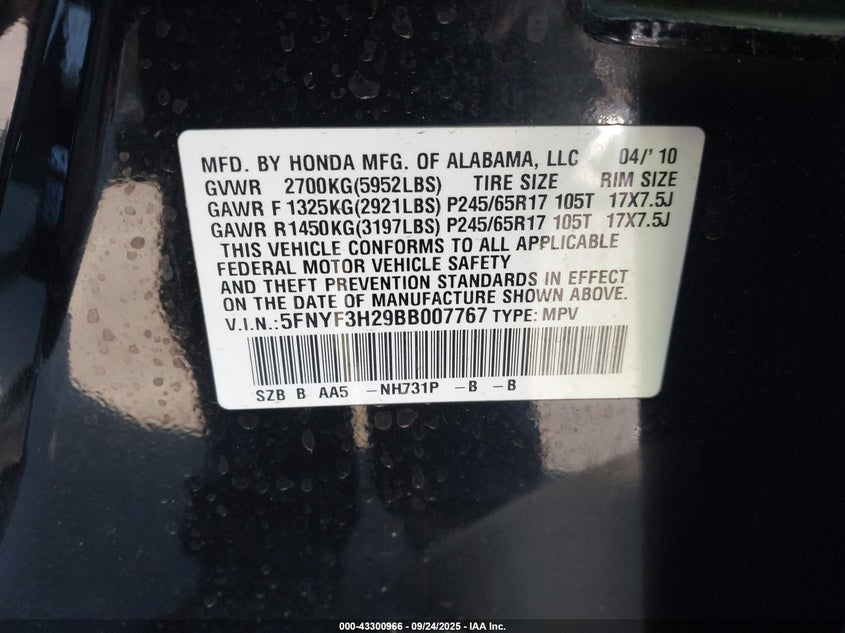 MFD. BY HONDA MFG. OF ALABAMA, LLC 04/' 10
GVWR 2700KG(5952LBS) TIRE SIZE RIM SIZE
GAWR F 1325KG(2921LBS) P245/65R17 105T 17X7.5J
GAWR R1450KG(3197LBS) P245/65R17 105T 17X7.5J
THIS VEHICLE CONFORMS TO ALL APPLICABLE
FEDERAL MOTOR VEHICLE SAFETY
AND THEFT PREVENTION STANDARDS IN EFFECT
ON THE DATE OF MANUFACTURE SHOWN ABOVE.
V.I.N.: 5FNYF3H29BB007767 TYPE: MPV
SZB B AA5 -NH731P -B -B
000-43300966 - 09/24/2025 - IAA Inc.